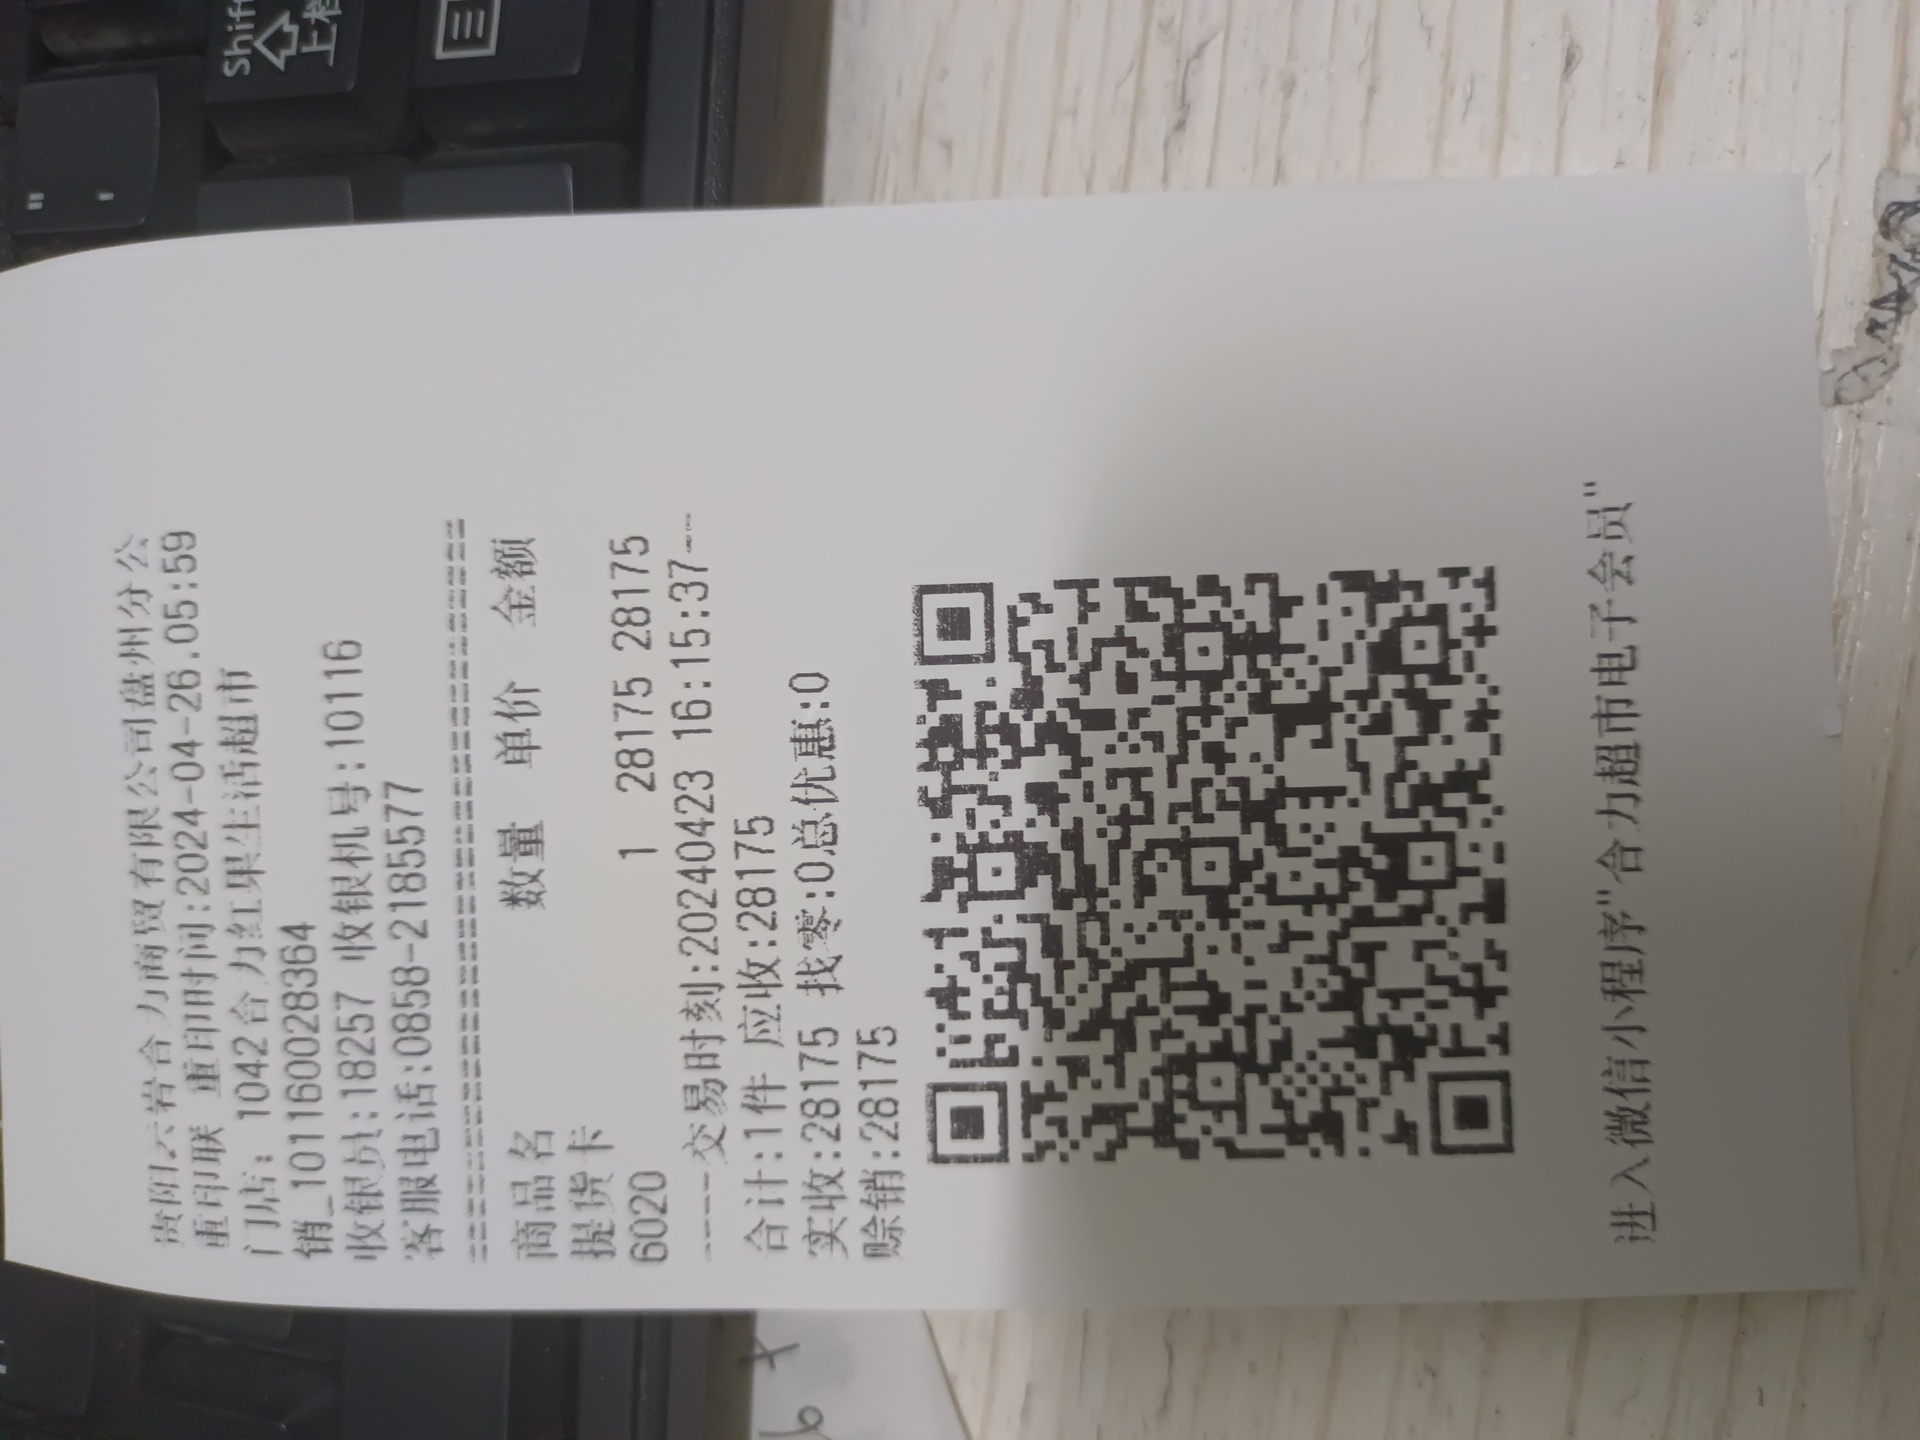 贵阳云岩合力商贸有限公司盘州分公
重印联 重印时间:2024-04-26.05:59
门店: 1042合力红果生活超市
销_101160028364
收银员:18257 收银机号:10116
客服电话:0858-2185577
商品名 数量 单价 金额
提货卡
6020 1 28175 28175
----交易时刻:20240423 16:15:37--
合计:1件 应收:28175
实收:28175 找零:0总优惠:0
赊销:28175
进入微信小程序"合力超市电子会员"
Shift
上档
"
'
6 7